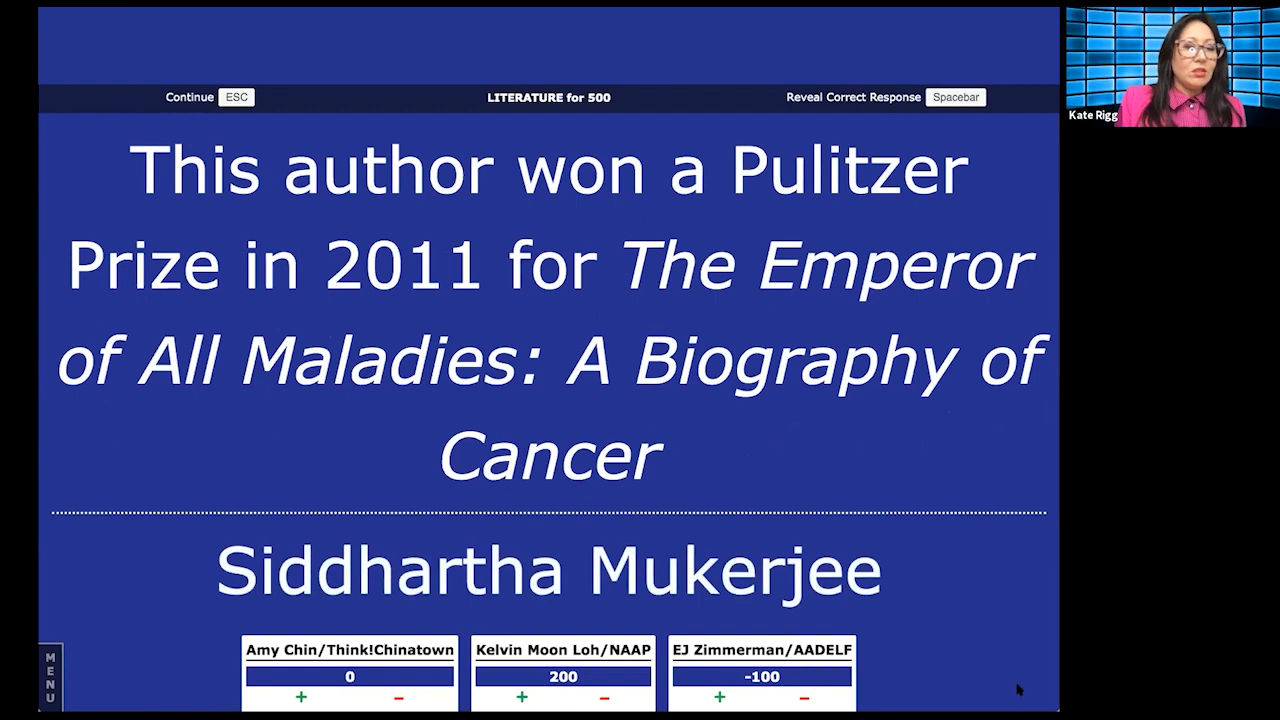 Continue ESC LITERATURE for 500 Reveal Correct Response Spacebar
This author won a Pulitzer
Prize in 2011 for The Emperor
of All Maladies: A Biography of
Cancer
Siddhartha Mukerjee
MENU
Amy Chin/Think!Chinatown Kelvin Moon Loh/NAAP EJ Zimmerman/AADELF
0 200 -100
+ − + − + −
Kate Rigg